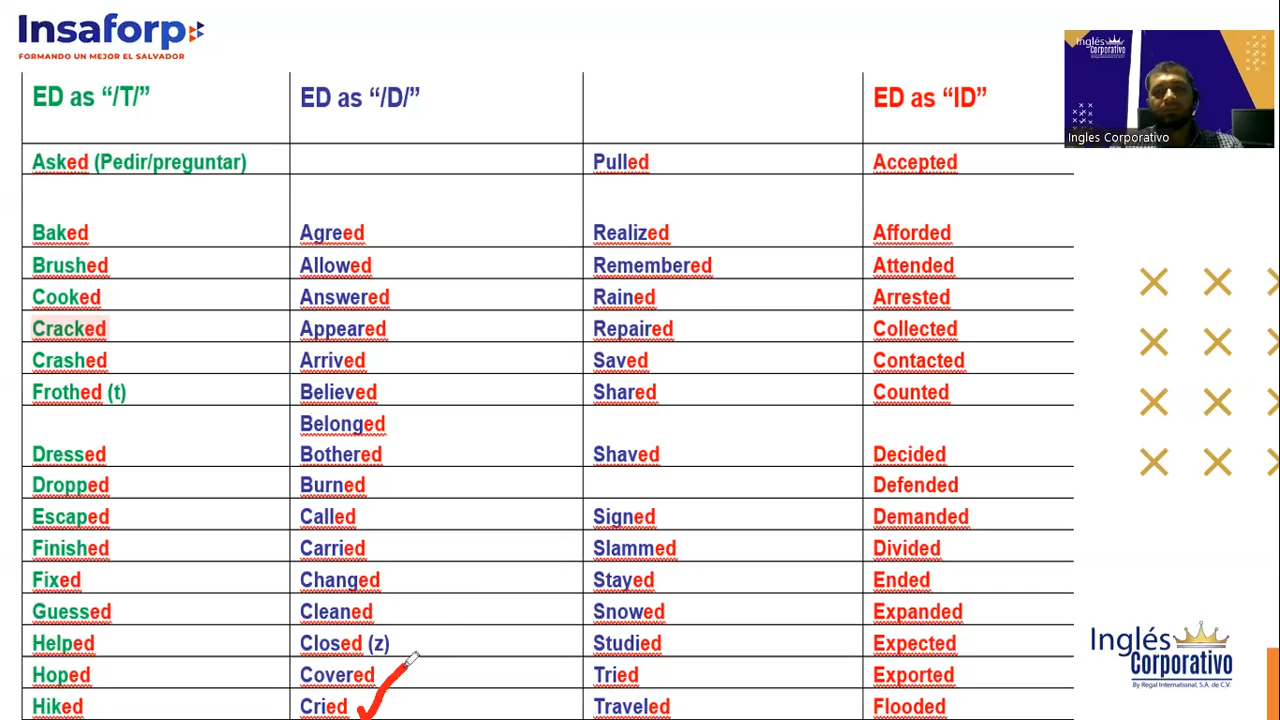 Insaforp
FORMANDO UN MEJOR EL SALVADOR
Inglés
Corporativo
Ingles Corporativo
ED as “/T/” ED as “/D/” ED as “ID”
Asked (Pedir/preguntar) Pulled Accepted
Baked Agreed Realized Afforded
Brushed Allowed Remembered Attended
Cooked Answered Rained Arrested
Cracked Appeared Repaired Collected
Crashed Arrived Saved Contacted
Frothed (t) Believed Shared Counted
Belonged
Dressed Bothered Shaved Decided
Dropped Burned Defended
Escaped Called Signed Demanded
Finished Carried Slammed Divided
Fixed Changed Stayed Ended
Guessed Cleaned Snowed Expanded
Helped Closed (z) Studied Expected
Hoped Covered Tried Exported
Hiked Cried Traveled Flooded
Inglés
Corporativo
By Regal International, S.A. de C.V.